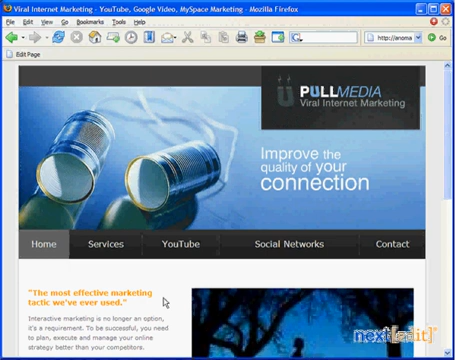 Viral Internet Marketing - YouTube, Google Video, MySpace Marketing - Mozilla Firefox
File Edit View Go Bookmarks Tools Help
http://anoma
Go
Edit Page
PULLMEDIA
Viral Internet Marketing
Improve the
quality of your
connection
Home Services YouTube Social Networks Contact
"The most effective marketing
tactic we've ever used."
Interactive marketing is no longer an option,
it's a requirement. To be successful, you need
to plan, execute and manage your online
strategy better than your competitors.
next[edit]